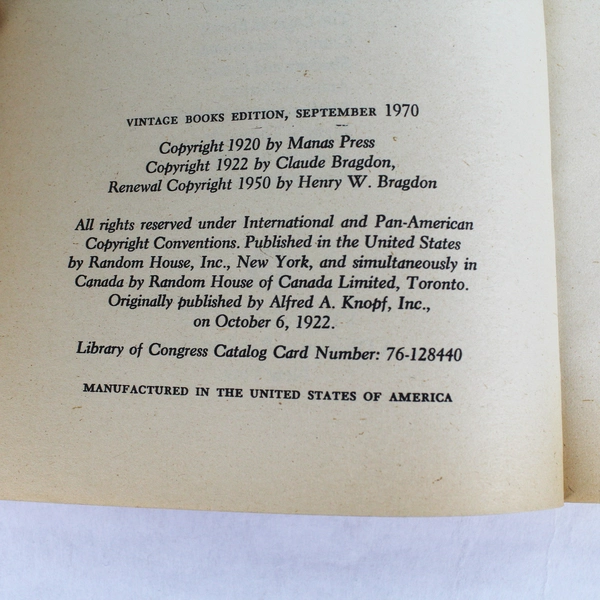 VINTAGE BOOKS EDITION, SEPTEMBER 1970
Copyright 1920 by Manas Press
Copyright 1922 by Claude Bragdon,
Renewal Copyright 1950 by Henry W. Bragdon
All rights reserved under International and Pan-American
Copyright Conventions. Published in the United States
by Random House, Inc., New York, and simultaneously in
Canada by Random House of Canada Limited, Toronto.
Originally published by Alfred A. Knopf, Inc.,
on October 6, 1922.
Library of Congress Catalog Card Number: 76-128440
MANUFACTURED IN THE UNITED STATES OF AMERICA